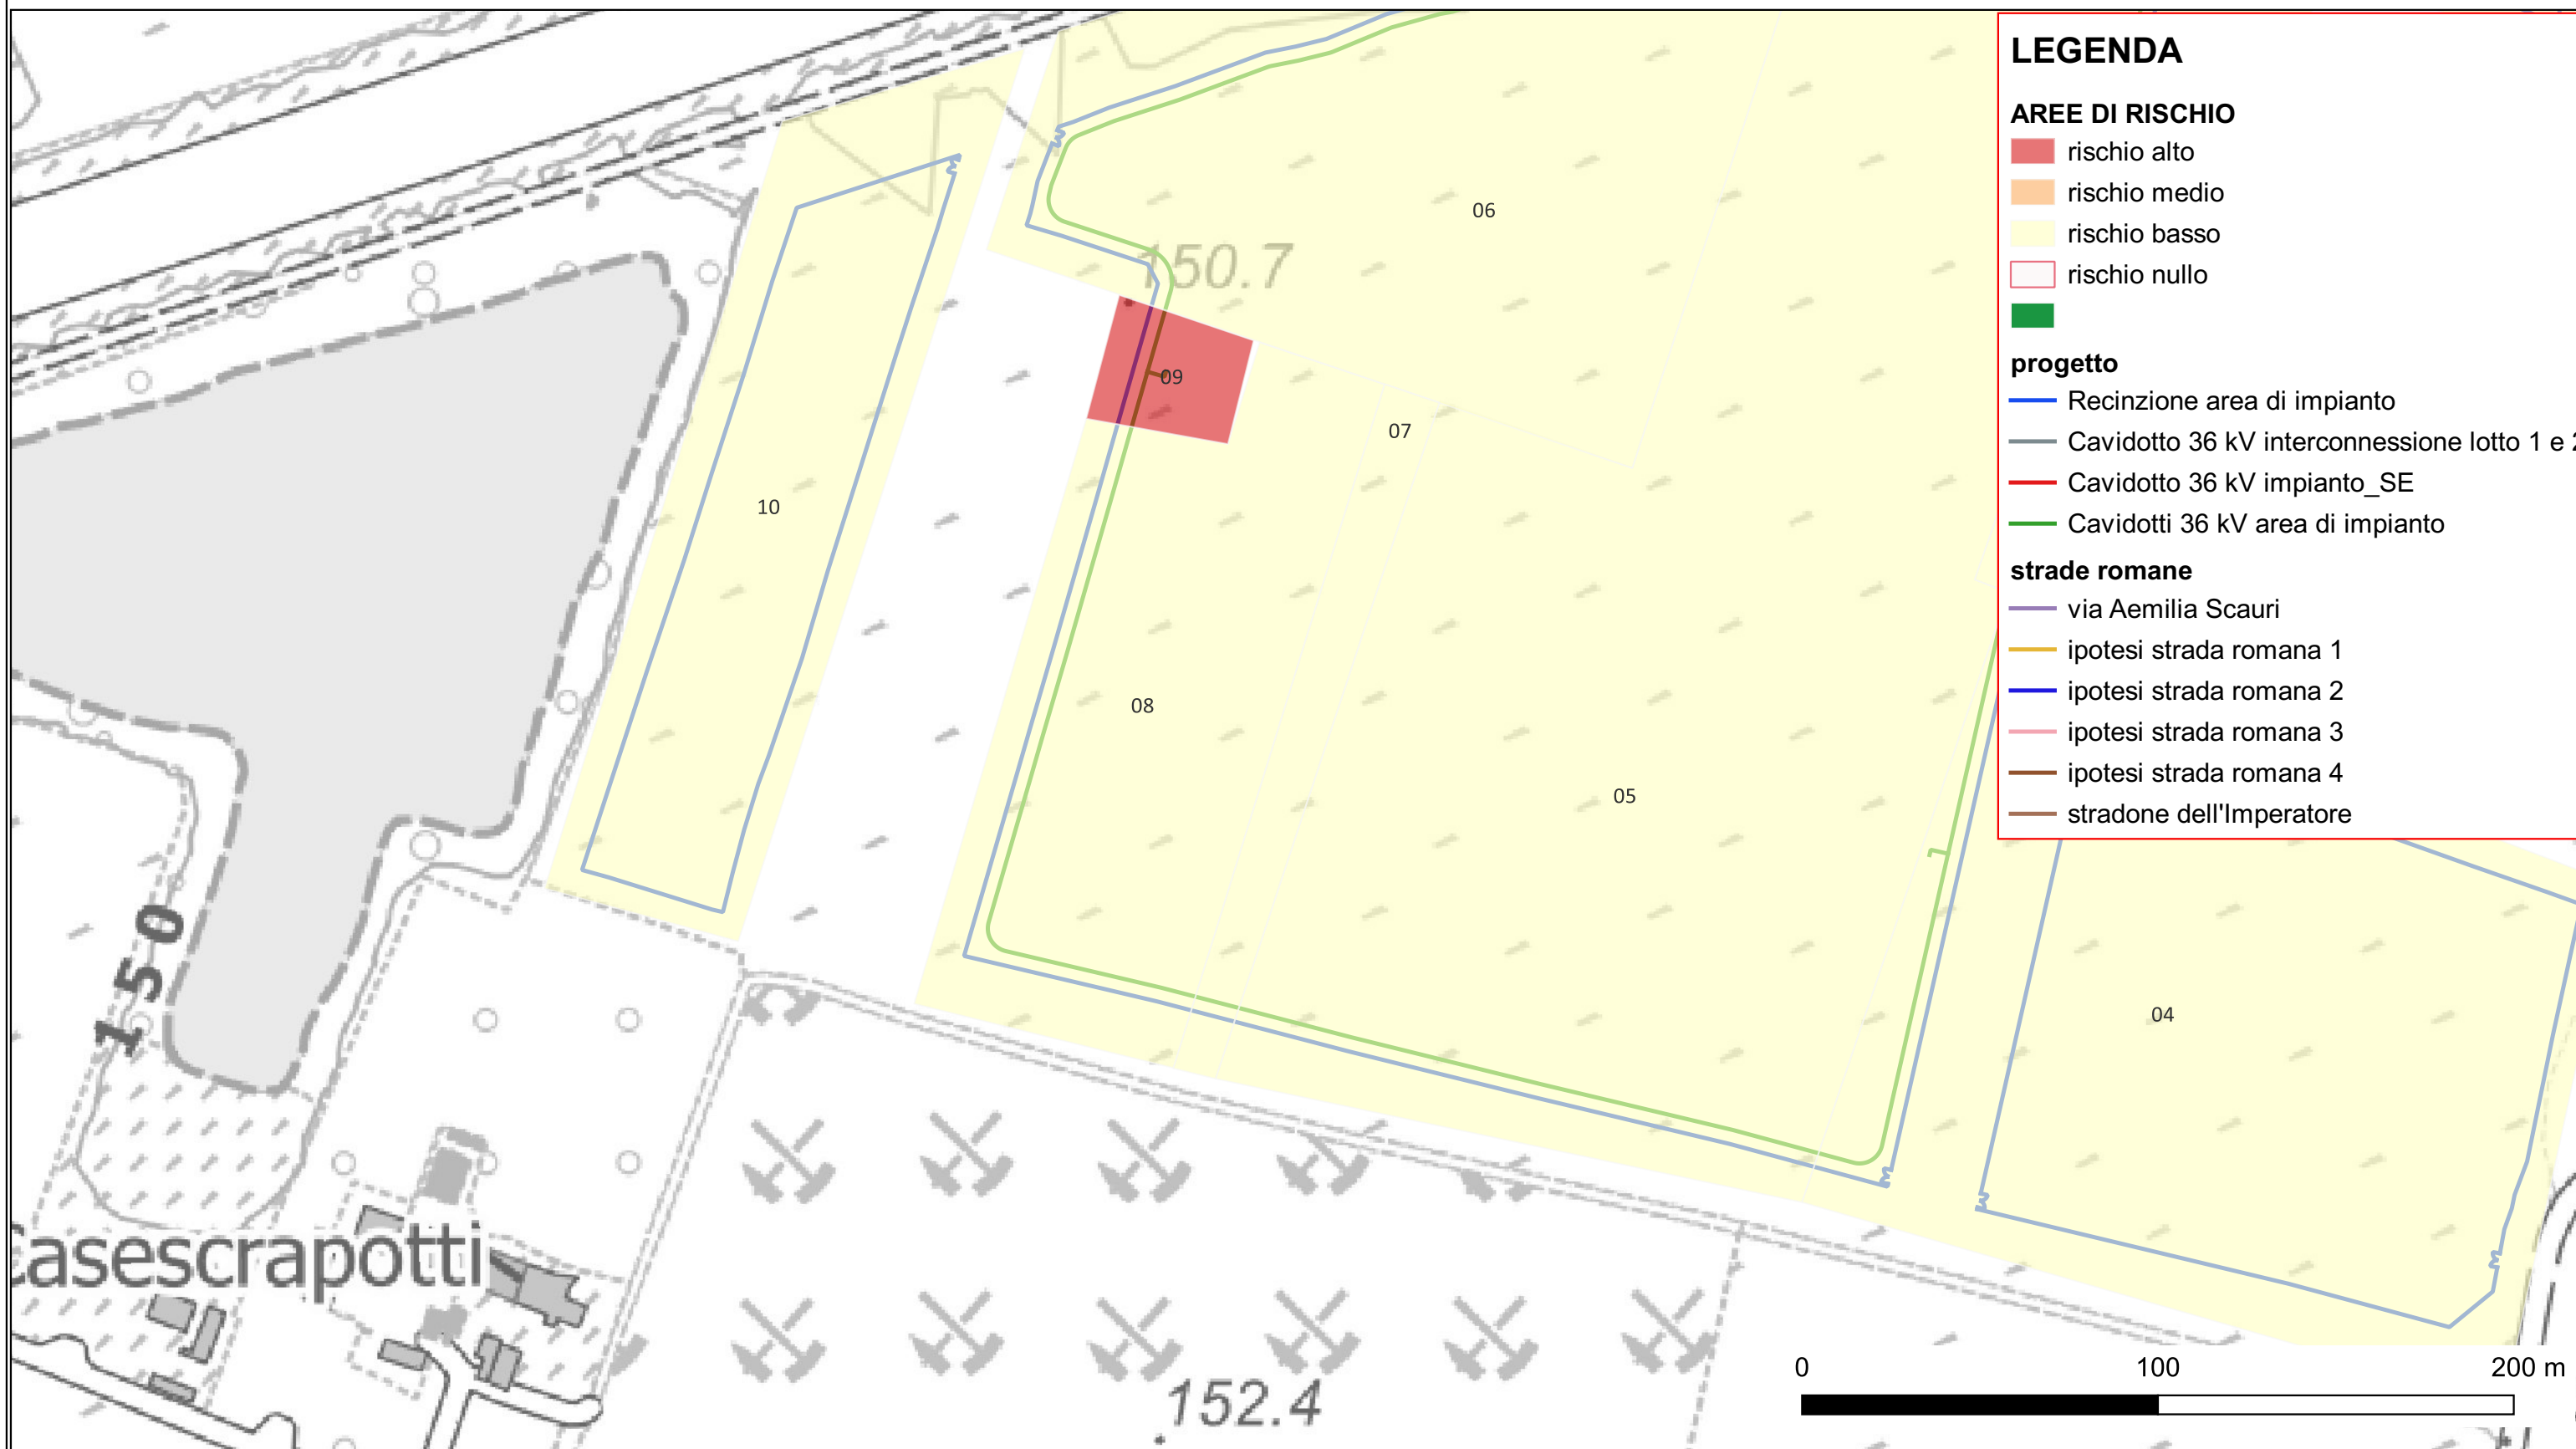 LEGENDA
AREE DI RISCHIO
rischio alto
rischio medio
rischio basso
rischio nullo
progetto
Recinzione area di impianto
Cavidotto 36 kV interconnessione lotto 1 e 2
Cavidotto 36 kV impianto_SE
Cavidotti 36 kV area di impianto
strade romane
via Aemilia Scauri
ipotesi strada romana 1
ipotesi strada romana 2
ipotesi strada romana 3
ipotesi strada romana 4
stradone dell'Imperatore
06
150.7
09
07
10
08
05
04
150
Casescrapotti
152.4
0 100 200 m